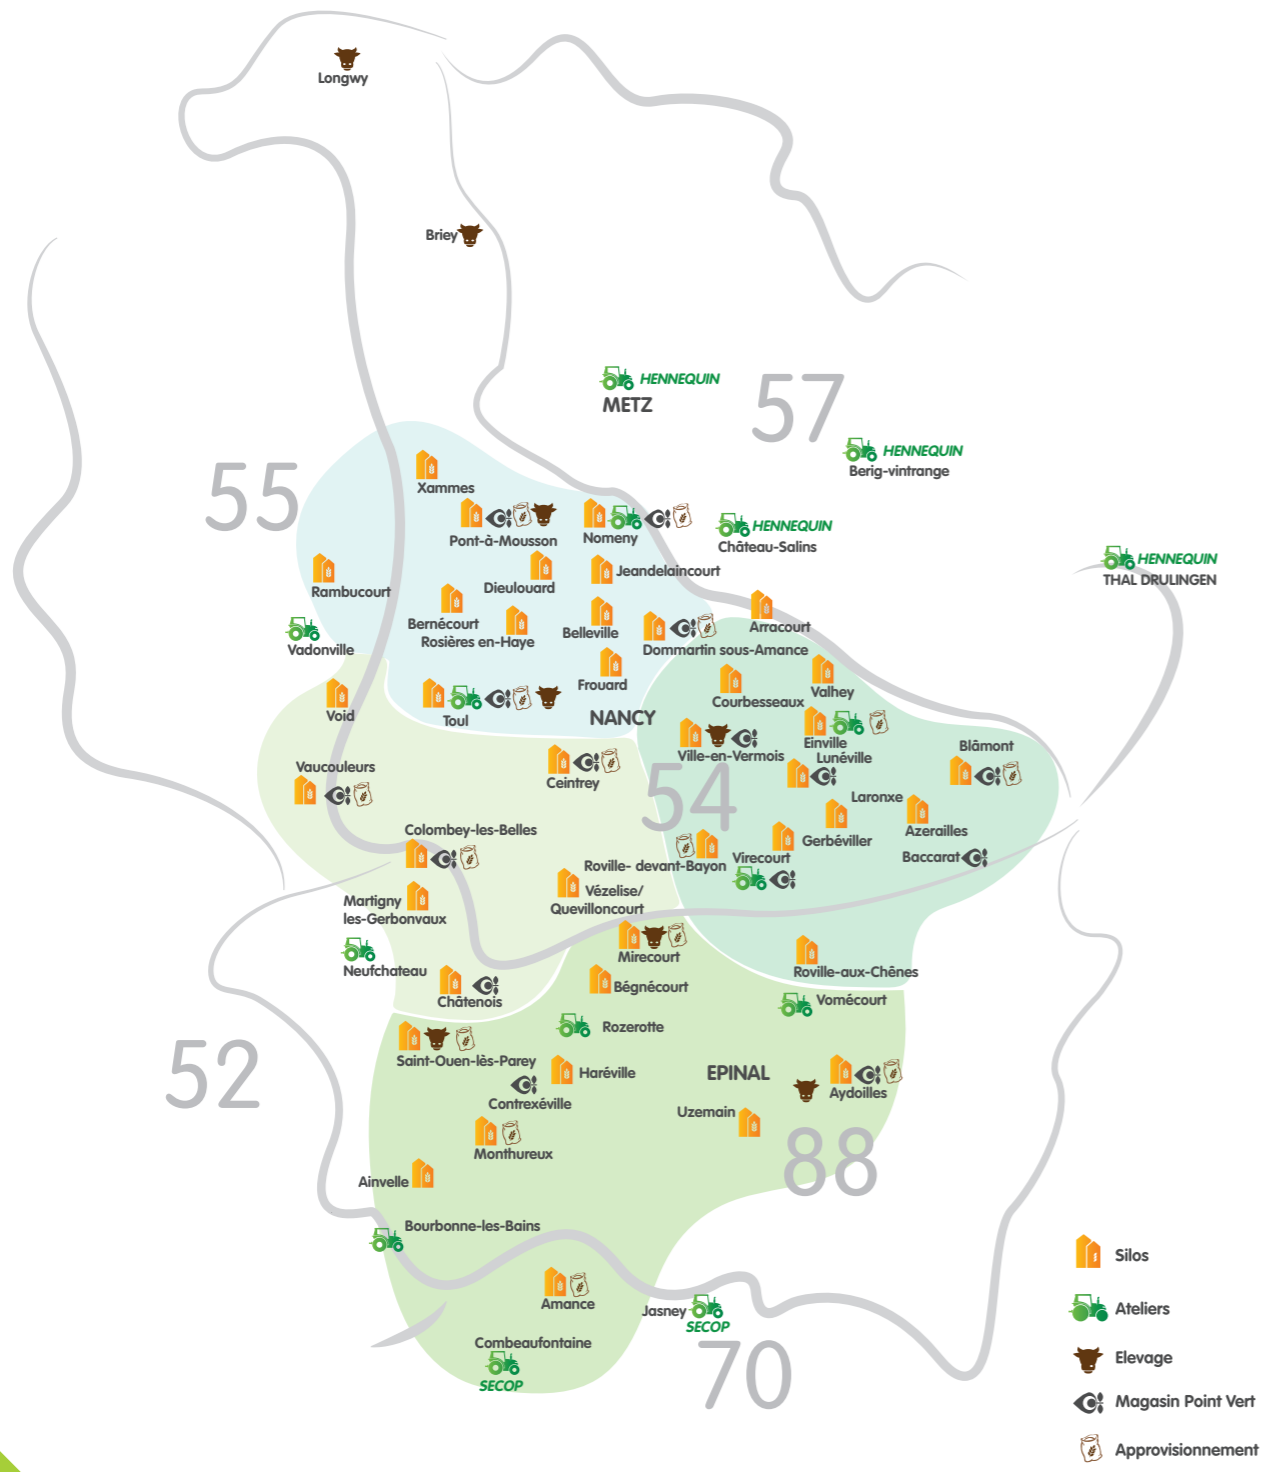 Longwy
Briey
HENNEQUIN
METZ
57
HENNEQUIN
Berig-vintrange
55
Xammes
Pont-à-Mousson
Nomeny
HENNEQUIN
Château-Salins
HENNEQUIN
THAL DRULINGEN
Jeandelaincourt
Rambucourt
Dieulouard
Bernécourt
Rosières en-Haye
Belleville
Arracourt
Vadonville
Dommartin sous-Amance
Frouard
Valhey
Courbesseaux
Void
Toul
NANCY
Einville
Lunéville
Ville-en-Vermois
Blâmont
Vaucouleurs
Ceintrey
54
Laronxe
Azerailles
Gerbéviller
Colombey-les-Belles
Baccarat
Virecourt
Roville- devant-Bayon
Vézelise/
Quevilloncourt
Martigny
les-Gerbonvaux
Mirecourt
Neufchateau
Roville-aux-Chênes
Bégnécourt
Châtenois
Vomécourt
Rozerotte
Saint-Ouen-lès-Parey
52
Haréville
EPINAL
Aydoilles
Contrexéville
Uzemain
Monthureux
88
Ainvelle
Bourbonne-les-Bains
Amance
Jasney
SECOP
Combeaufontaine
SECOP
70
Silos
Ateliers
Elevage
Magasin Point Vert
Approvisionnement